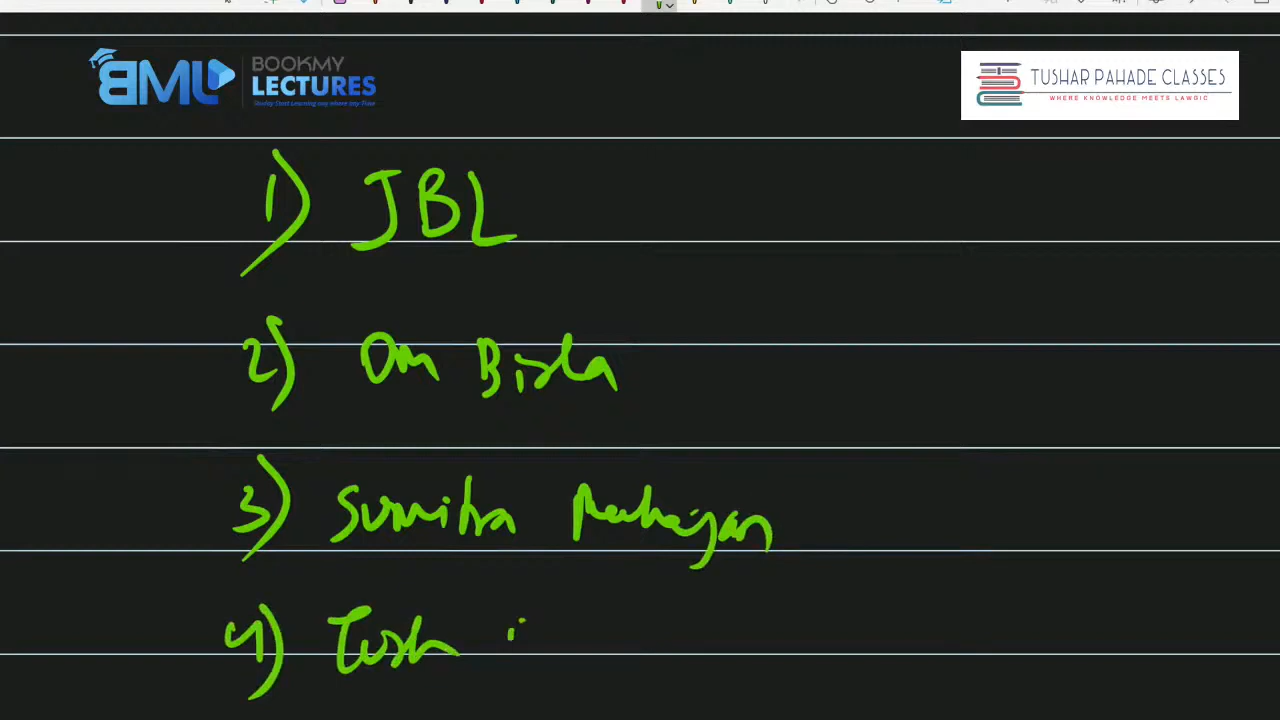 BML BOOKMY LECTURES
TUSHAR PAHADE CLASSES
WHERE KNOWLEDGE MEETS LAWGIC
1) JBL
2) Om Birla
3) Sumitra Mahajan
4) Tush